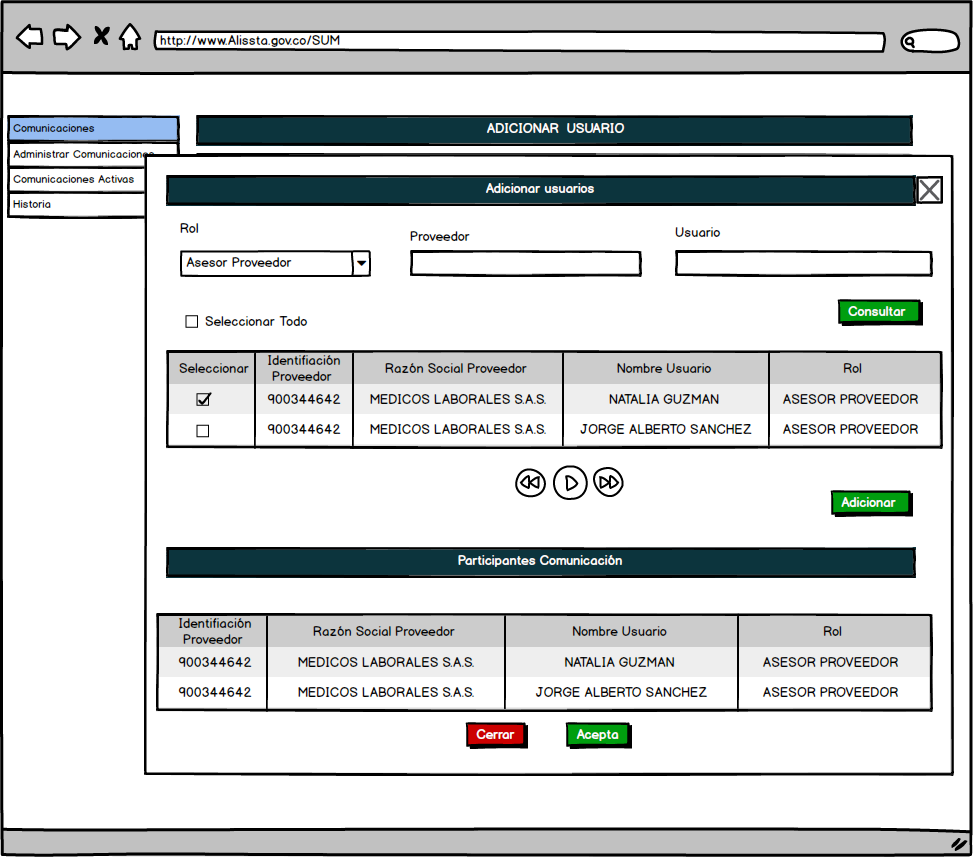 http://www.Alissta.gov.co/SUM
Comunicaciones
ADICIONAR USUARIO
Administrar Comunicaciones
Comunicaciones Activas
Historia
Adicionar usuarios
Rol
Proveedor
Usuario
Asesor Proveedor
Consultar
Seleccionar Todo
Seleccionar Identifiación Proveedor Razón Social Proveedor Nombre Usuario Rol
900344642 MEDICOS LABORALES S.A.S. NATALIA GUZMAN ASESOR PROVEEDOR
900344642 MEDICOS LABORALES S.A.S. JORGE ALBERTO SANCHEZ ASESOR PROVEEDOR
Adicionar
Participantes Comunicación
Identifiación Proveedor Razón Social Proveedor Nombre Usuario Rol
900344642 MEDICOS LABORALES S.A.S. NATALIA GUZMAN ASESOR PROVEEDOR
900344642 MEDICOS LABORALES S.A.S. JORGE ALBERTO SANCHEZ ASESOR PROVEEDOR
Cerrar Acepta